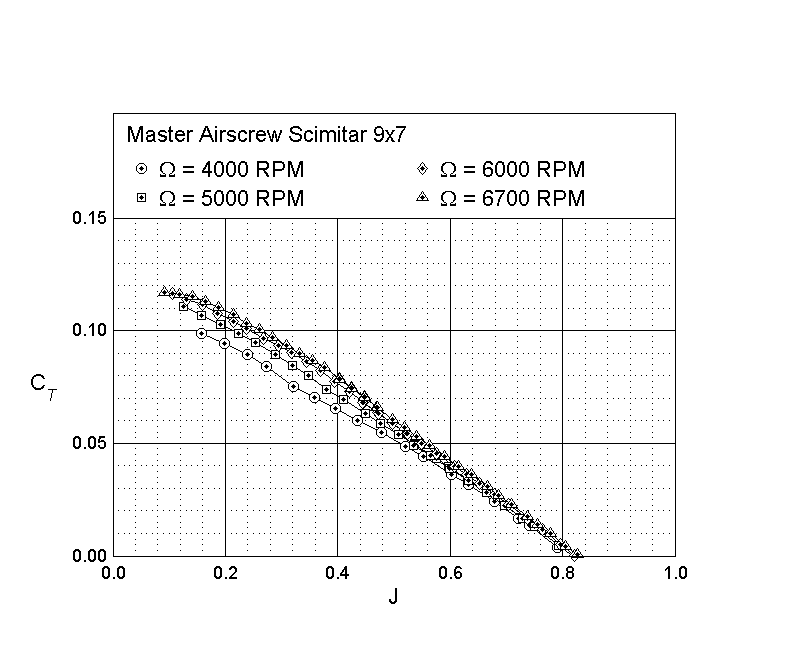 Master Airscrew Scimitar 9x7
Ω = 4000 RPM Ω = 6000 RPM
Ω = 5000 RPM Ω = 6700 RPM
0.15
0.10
C_T
0.05
0.00
0.0 0.2 0.4 0.6 0.8 1.0
J